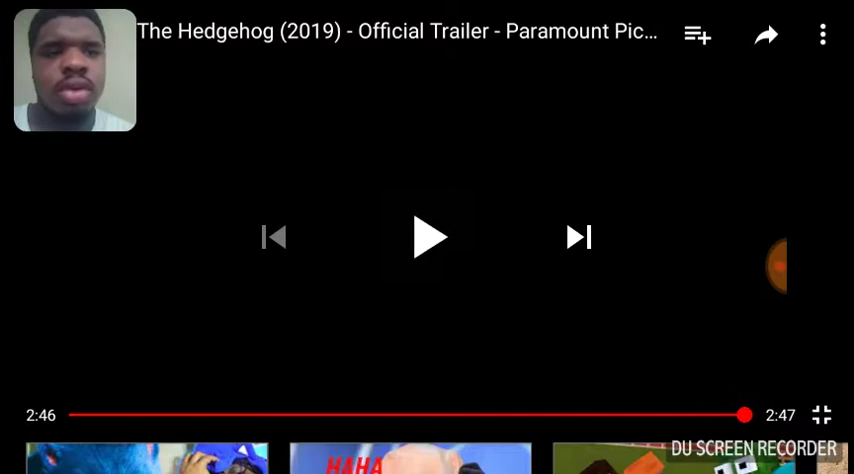 The Hedgehog (2019) - Official Trailer - Paramount Pic...
2:46
2:47
HAHA
DU SCREEN RECORDER